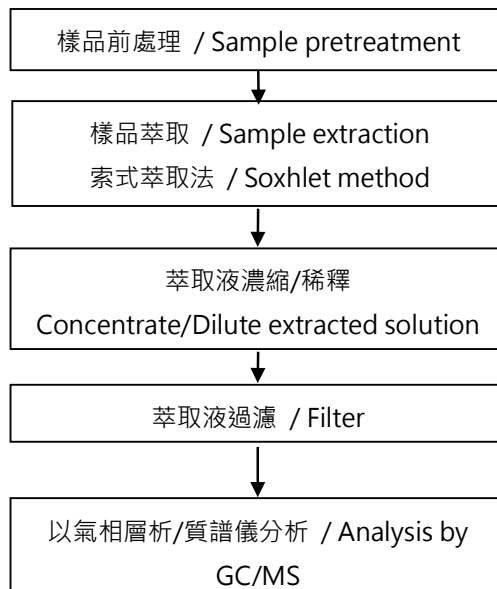 樣品前處理 / Sample pretreatment
樣品萃取 / Sample extraction
索式萃取法 / Soxhlet method
萃取液濃縮/稀釋
Concentrate/Dilute extracted solution
萃取液過濾 / Filter
以氣相層析/質譜儀分析 / Analysis by
GC/MS